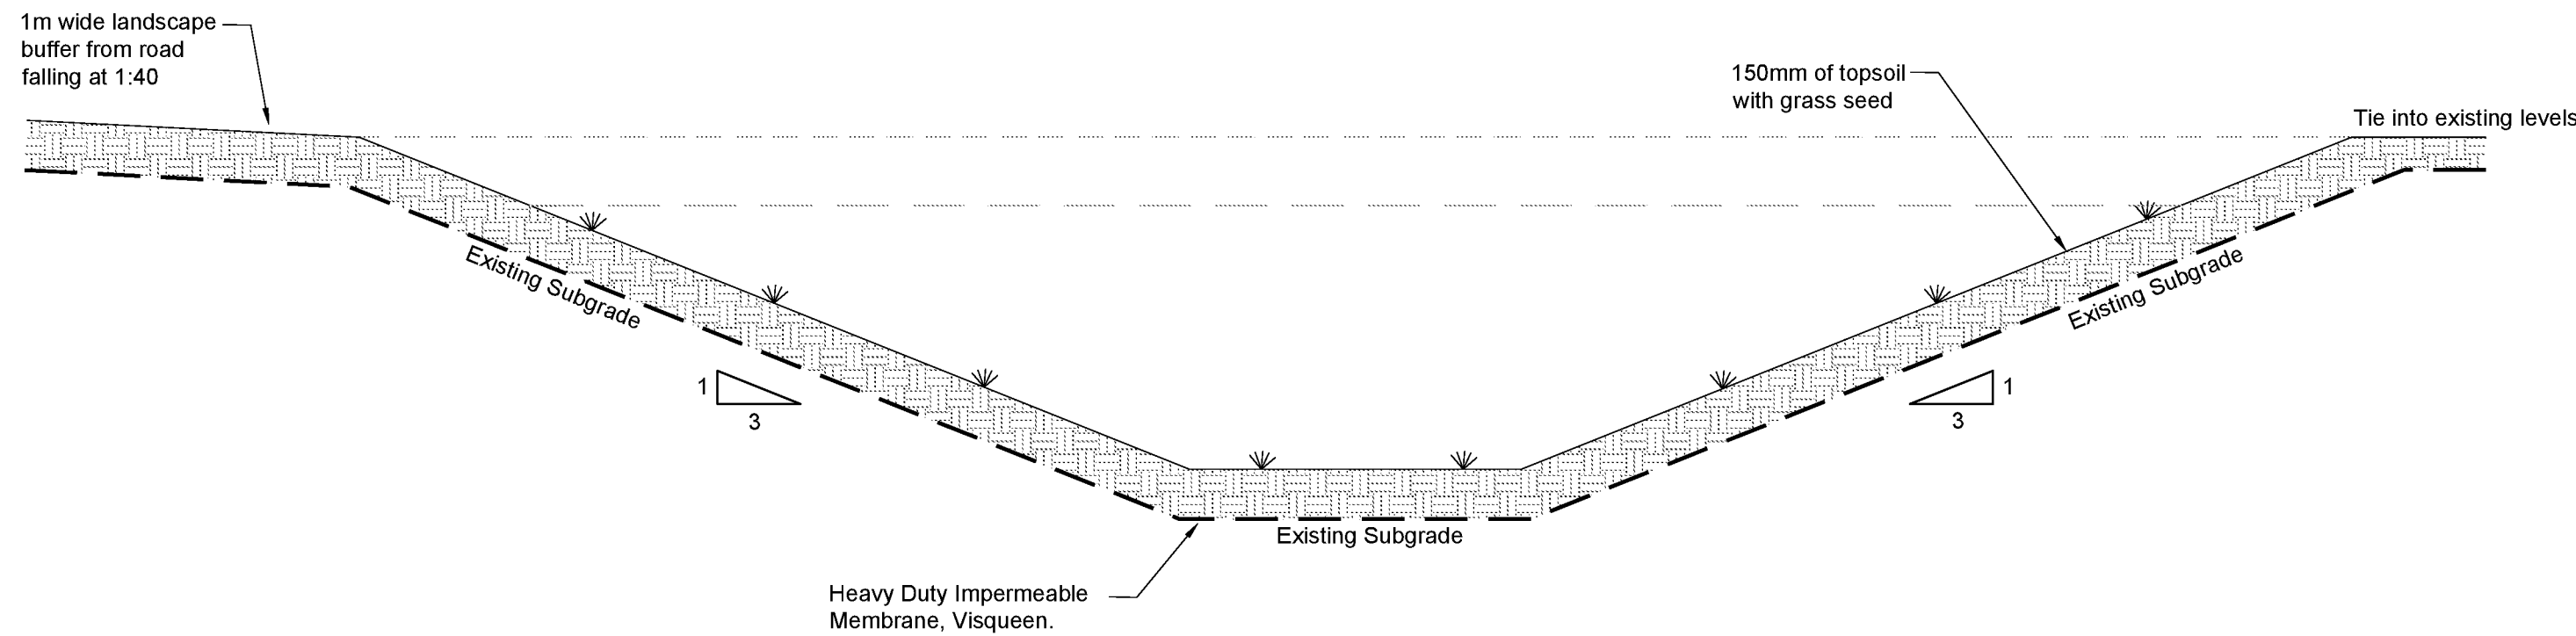 1m wide landscape
buffer from road
falling at 1:40
150mm of topsoil
with grass seed
Tie into existing levels
Existing Subgrade
Existing Subgrade
1
3
1
3
Existing Subgrade
Heavy Duty Impermeable
Membrane, Visqueen.